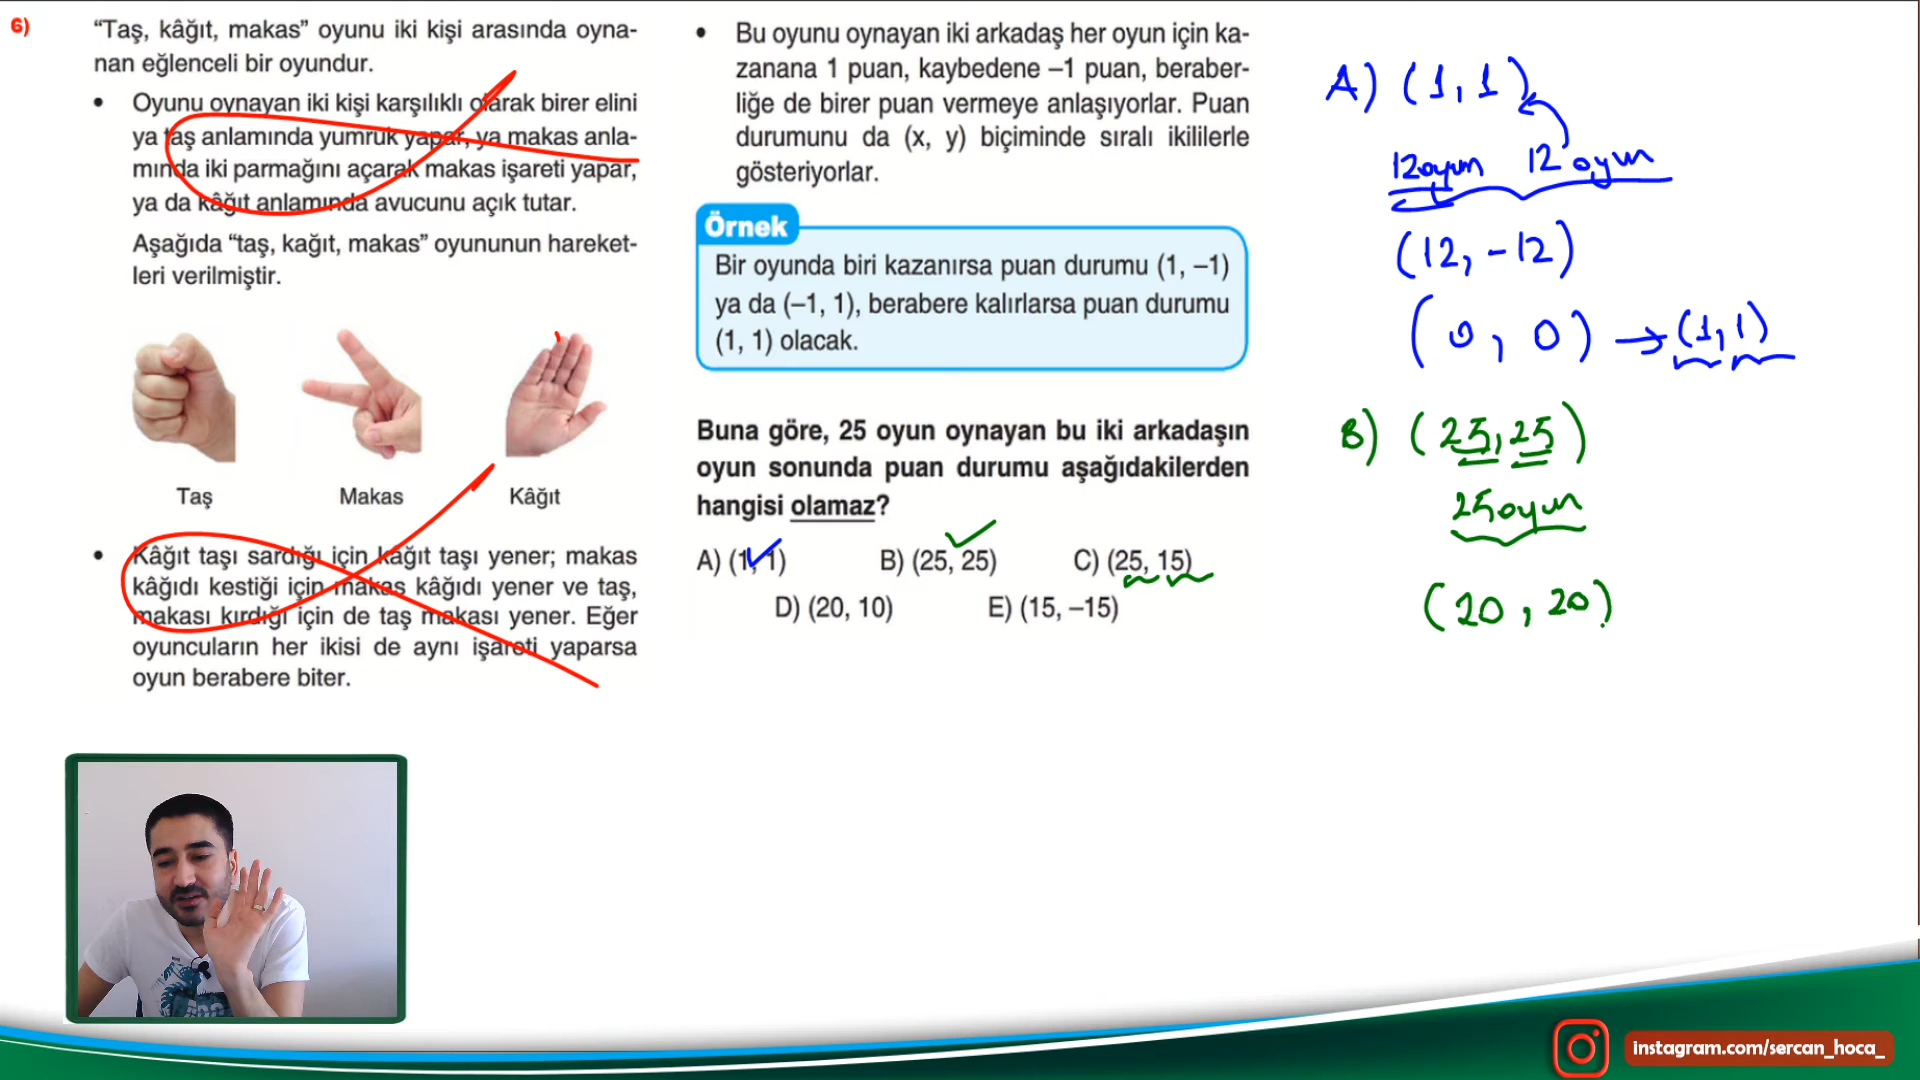 6)
“Taş, kâğıt, makas” oyunu iki kişi arasında oyna-
nan eğlenceli bir oyundur.
• Oyunu oynayan iki kişi karşılıklı olarak birer elini
ya taş anlamında yumruk yapar, ya makas anla-
mında iki parmağını açarak makas işareti yapar,
ya da kâğıt anlamında avucunu açık tutar.
Aşağıda “taş, kağıt, makas” oyununun hareket-
leri verilmiştir.
Taş Makas Kâğıt
• Kâğıt taşı sardığı için kâğıt taşı yener; makas
kâğıdı kestiği için makas kâğıdı yener ve taş,
makası kırdığı için de taş makası yener. Eğer
oyuncuların her ikisi de aynı işareti yaparsa
oyun berabere biter.
• Bu oyunu oynayan iki arkadaş her oyun için ka-
zanana 1 puan, kaybedene –1 puan, beraber-
liğe de birer puan vermeye anlaşıyorlar. Puan
durumunu da (x, y) biçiminde sıralı ikililerle
gösteriyorlar.
Örnek
Bir oyunda biri kazanırsa puan durumu (1, –1)
ya da (–1, 1), berabere kalırlarsa puan durumu
(1, 1) olacak.
Buna göre, 25 oyun oynayan bu iki arkadaşın
oyun sonunda puan durumu aşağıdakilerden
hangisi olamaz?
A) (1, 1) B) (25, 25) C) (25, 15)
D) (20, 10) E) (15, –15)
A) (1, 1)
12oyun 12 oyun
(12, -12)
(0, 0) → (1, 1)
B) (25, 25)
25oyun
(20, 20)
instagram.com/sercan_hoca_